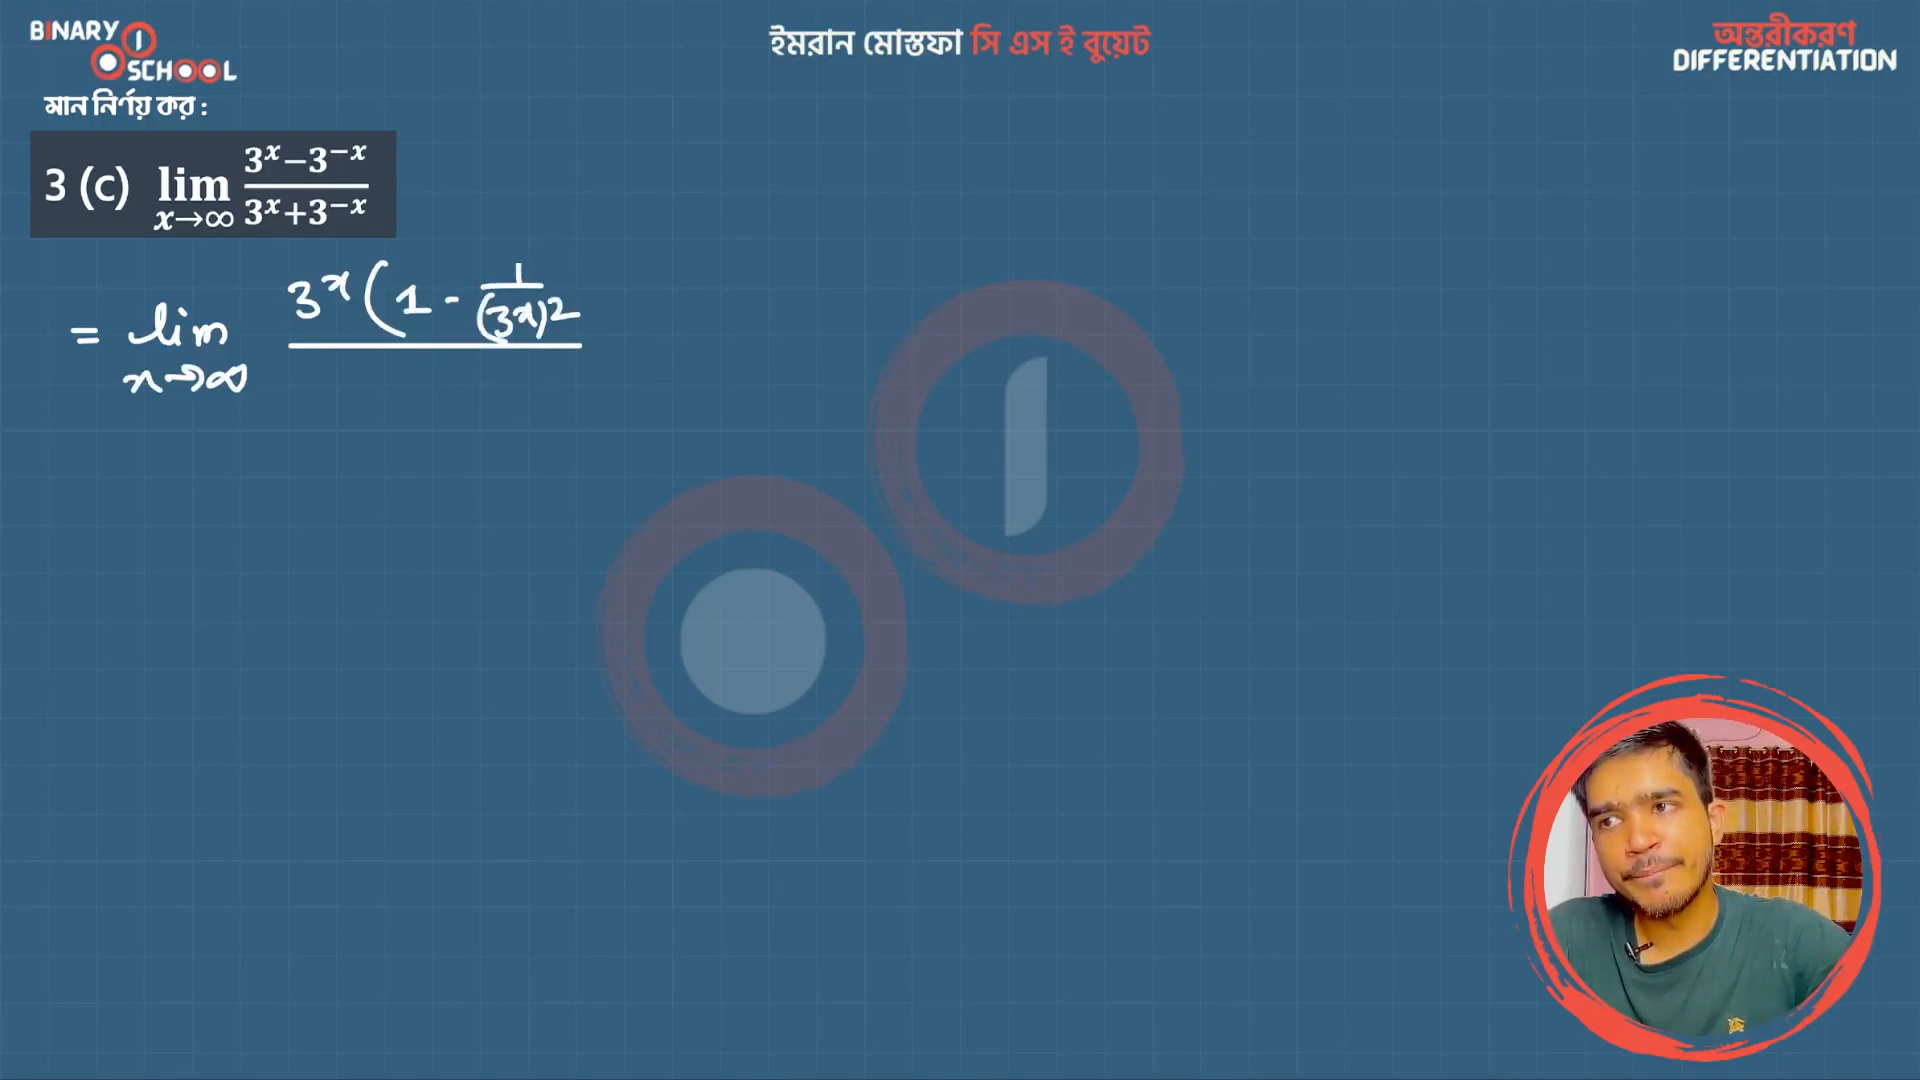 BINARY SCHOOL
ইমরান মোস্তফা সি এস ই বুয়েট
অন্তরীকরণ
DIFFERENTIATION
মান নির্ণয় কর :
3 (c) lim x→∞ 3^x−3^−x / 3^x+3^−x
= lim x→∞ 3^x (1 - 1/(3^x)^2